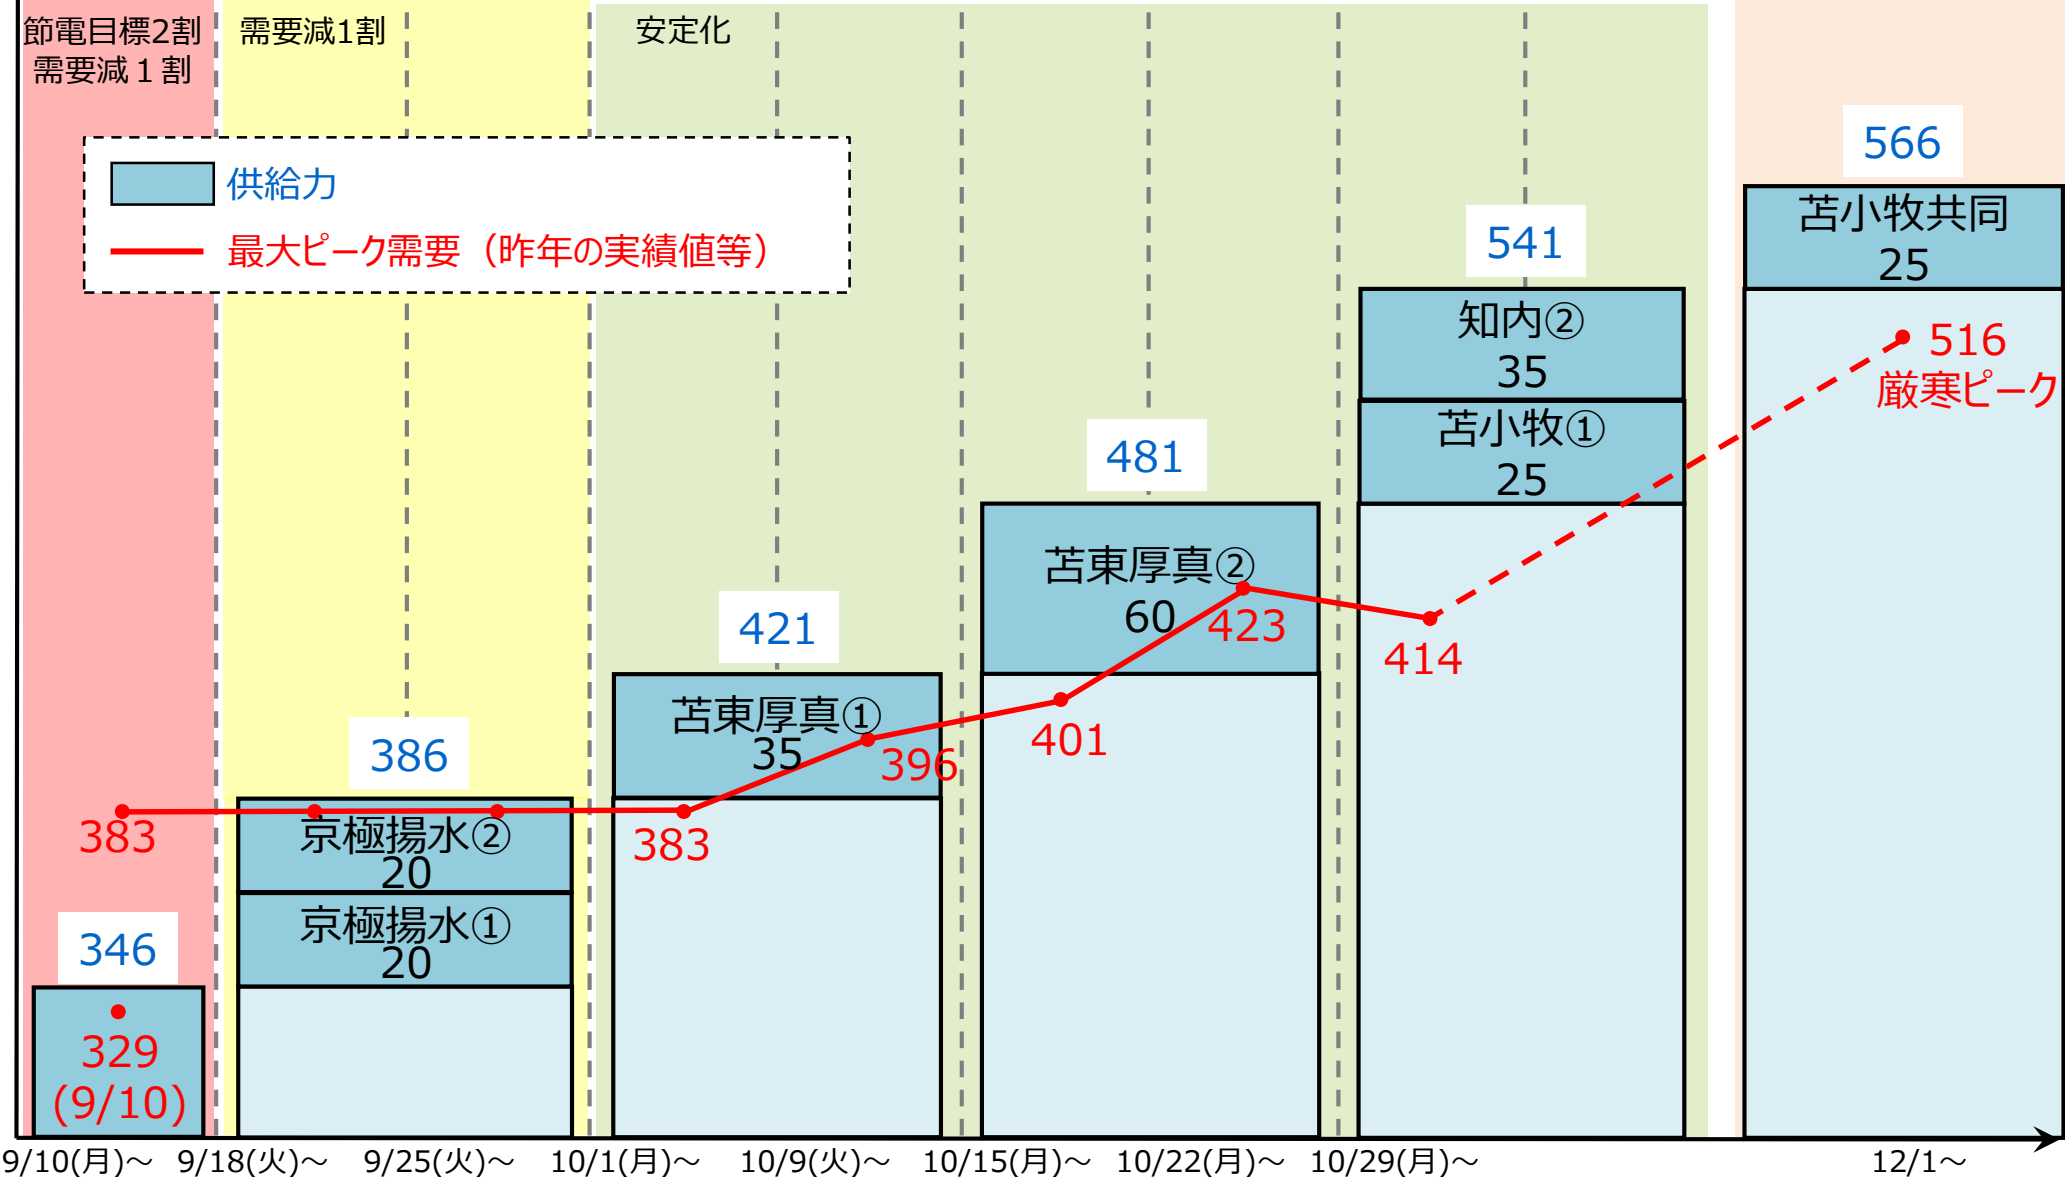 節電目標2割
需要減１割
需要減1割
安定化
供給力
最大ピーク需要（昨年の実績値等）
566
苫小牧共同
25
541
知内②
35
苫小牧①
25
516
厳寒ピーク
481
苫東厚真②
60
423
414
421
苫東厚真①
35
396
401
386
383
京極揚水②
20
京極揚水①
20
383
346
329
(9/10)
9/10(月)～ 9/18(火)～ 9/25(火)～ 10/1(月)～ 10/9(火)～ 10/15(月)～ 10/22(月)～ 10/29(月)～ 12/1～